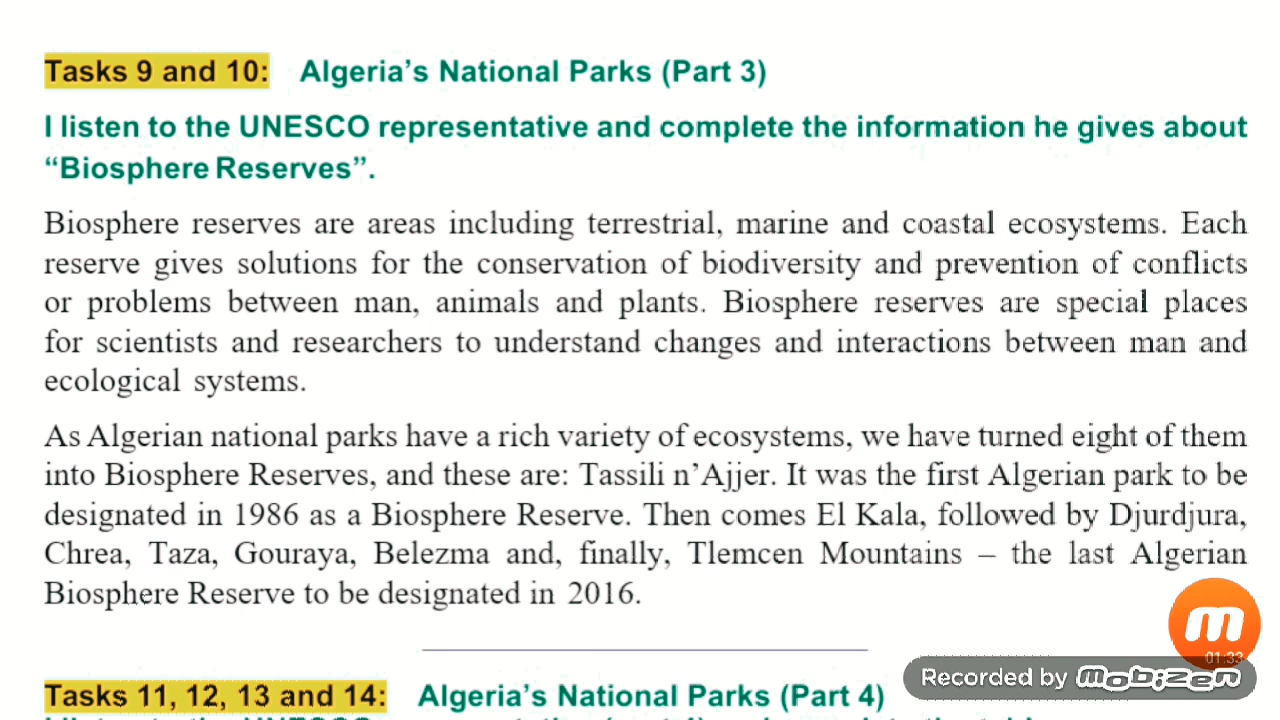 Tasks 9 and 10: Algeria's National Parks (Part 3)
I listen to the UNESCO representative and complete the information he gives about
“Biosphere Reserves”.
Biosphere reserves are areas including terrestrial, marine and coastal ecosystems. Each
reserve gives solutions for the conservation of biodiversity and prevention of conflicts
or problems between man, animals and plants. Biosphere reserves are special places
for scientists and researchers to understand changes and interactions between man and
ecological systems.
As Algerian national parks have a rich variety of ecosystems, we have turned eight of them
into Biosphere Reserves, and these are: Tassili n’Ajjer. It was the first Algerian park to be
designated in 1986 as a Biosphere Reserve. Then comes El Kala, followed by Djurdjura,
Chrea, Taza, Gouraya, Belezma and, finally, Tlemcen Mountains – the last Algerian
Biosphere Reserve to be designated in 2016.
01:33
Recorded by mobizen
Tasks 11, 12, 13 and 14: Algeria's National Parks (Part 4)